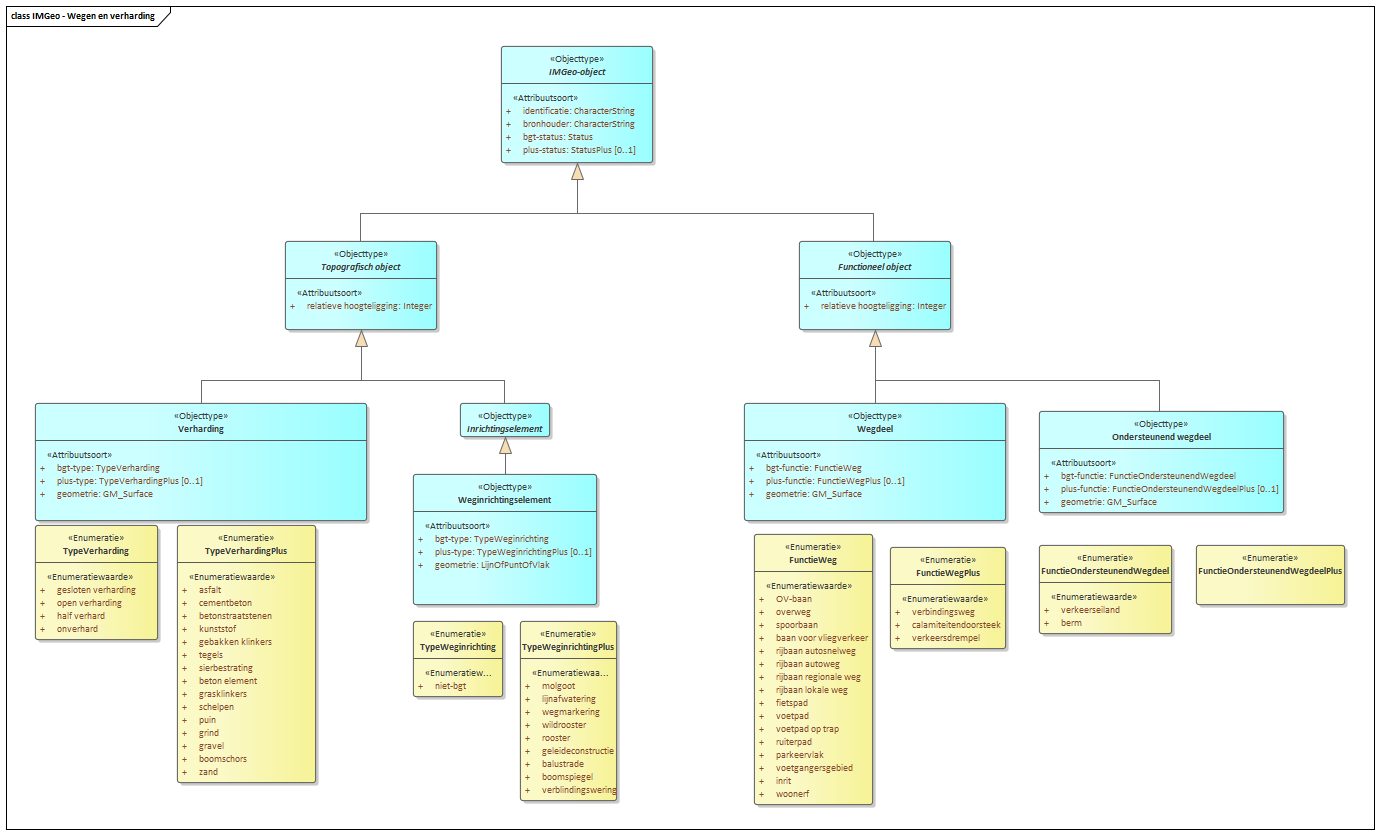 class IMGeo - Wegen en verharding
«Objecttype»
IMGeo-object
«Attribuutsoort»
+ identificatie: CharacterString
+ bronhouder: CharacterString
+ bgt-status: Status
+ plus-status: StatusPlus [0..1]
«Objecttype»
Topografisch object
«Attribuutsoort»
+ relatieve hoogteligging: Integer
«Objecttype»
Functioneel object
«Attribuutsoort»
+ relatieve hoogteligging: Integer
«Objecttype»
Verharding
«Attribuutsoort»
+ bgt-type: TypeVerharding
+ plus-type: TypeVerhardingPlus [0..1]
+ geometrie: GM_Surface
«Objecttype»
Inrichtingselement
«Objecttype»
Weginrichtingselement
«Attribuutsoort»
+ bgt-type: TypeWeginrichting
+ plus-type: TypeWeginrichtingPlus [0..1]
+ geometrie: LijnOfPuntOfVlak
«Objecttype»
Wegdeel
«Attribuutsoort»
+ bgt-functie: FunctieWeg
+ plus-functie: FunctieWegPlus [0..1]
+ geometrie: GM_Surface
«Objecttype»
Ondersteunend wegdeel
«Attribuutsoort»
+ bgt-functie: FunctieOndersteunendWegdeel
+ plus-functie: FunctieOndersteunendWegdeelPlus [0..1]
+ geometrie: GM_Surface
«Enumeratie»
TypeVerharding
«Enumeratiewaarde»
+ gesloten verharding
+ open verharding
+ half verhard
+ onverhard
«Enumeratie»
TypeVerhardingPlus
«Enumeratiewaarde»
+ asfalt
+ cementbeton
+ betonstraatstenen
+ kunststof
+ gebakken klinkers
+ tegels
+ sierbestrating
+ beton element
+ grasklinkers
+ schelpen
+ puin
+ grind
+ gravel
+ boomschors
+ zand
«Enumeratie»
TypeWeginrichting
«Enumeratiew...
+ niet-bgt
«Enumeratie»
TypeWeginrichtingPlus
«Enumeratiewaa...
+ molgoot
+ lijnafwatering
+ wegmarkering
+ wildrooster
+ rooster
+ geleideconstructie
+ balustrade
+ boomspiegel
+ verblindingswering
«Enumeratie»
FunctieWeg
«Enumeratiewaarde»
+ OV-baan
+ overweg
+ spoorbaan
+ baan voor vliegverkeer
+ rijbaan autosnelweg
+ rijbaan autoweg
+ rijbaan regionale weg
+ rijbaan lokale weg
+ fietspad
+ voetpad
+ voetpad op trap
+ ruiterpad
+ parkeervlak
+ voetgangersgebied
+ inrit
+ woonerf
«Enumeratie»
FunctieWegPlus
«Enumeratiewaarde»
+ verbindingsweg
+ calamiteitendoorsteek
+ verkeersdrempel
«Enumeratie»
FunctieOndersteunendWegdeel
«Enumeratiewaarde»
+ verkeerseiland
+ berm
«Enumeratie»
FunctieOndersteunendWegdeelPlus